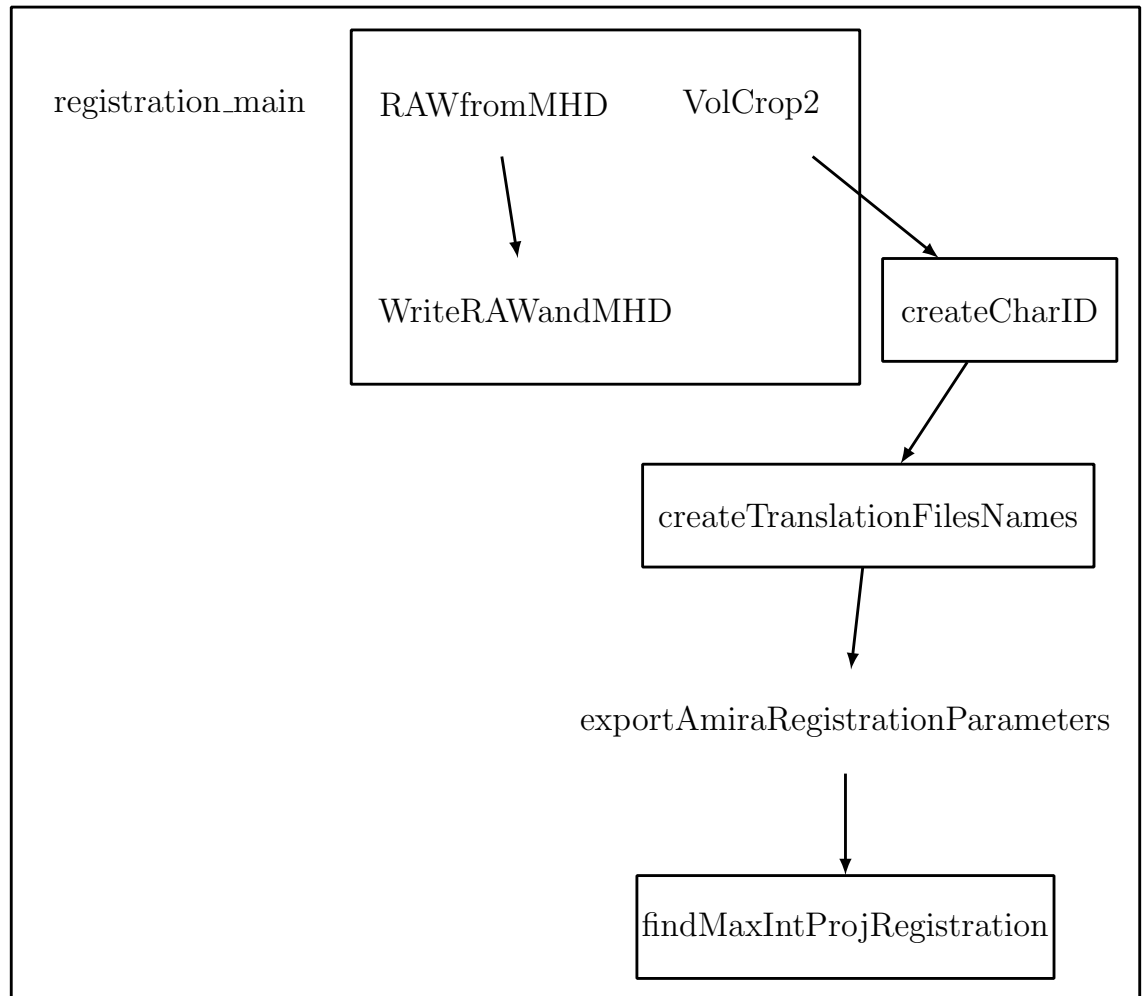 registration_main
RAWfromMHD
VolCrop2
WriteRAWandMHD
createCharID
createTranslationFilesNames
exportAmiraRegistrationParameters
findMaxIntProjRegistration